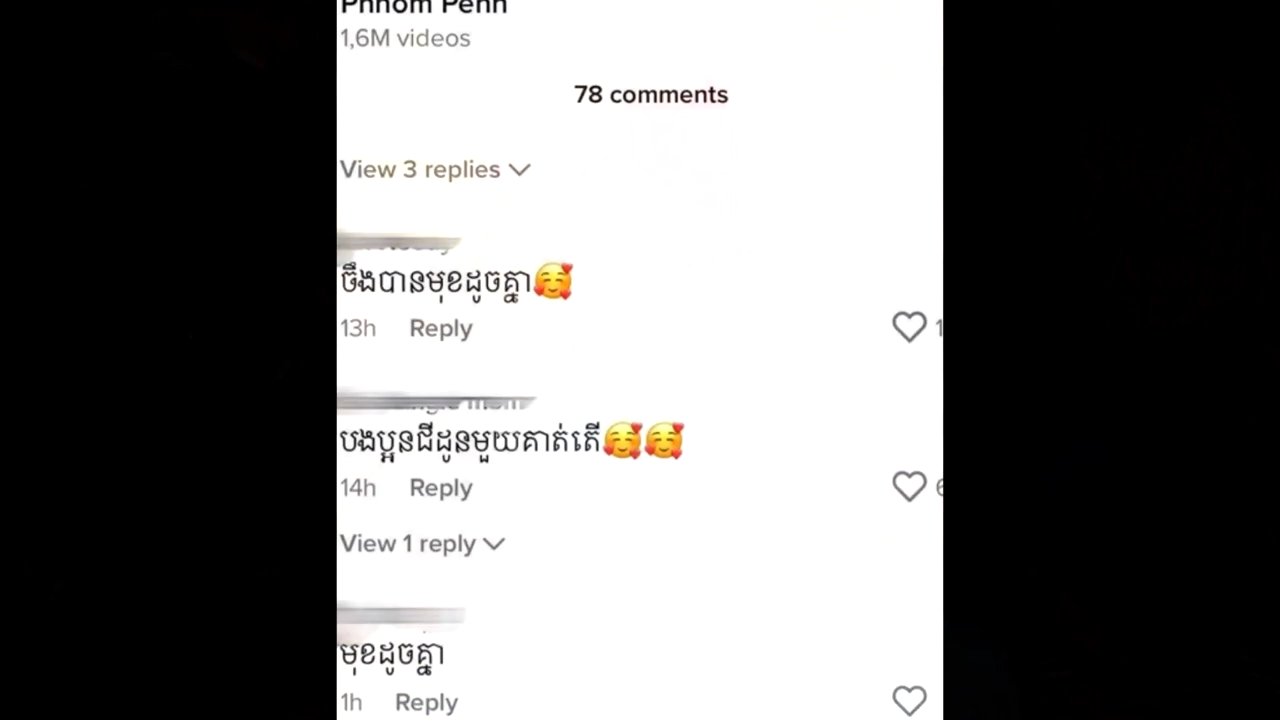 Phnom Penh
1,6M videos
78 comments
View 3 replies
ចឹងបានមុខដូចគ្នា🥰
13h Reply 1
បងប្អូនជីដូនមួយគាត់តើ🥰🥰
14h Reply 6
View 1 reply
មុខដូចគ្នា
1h Reply